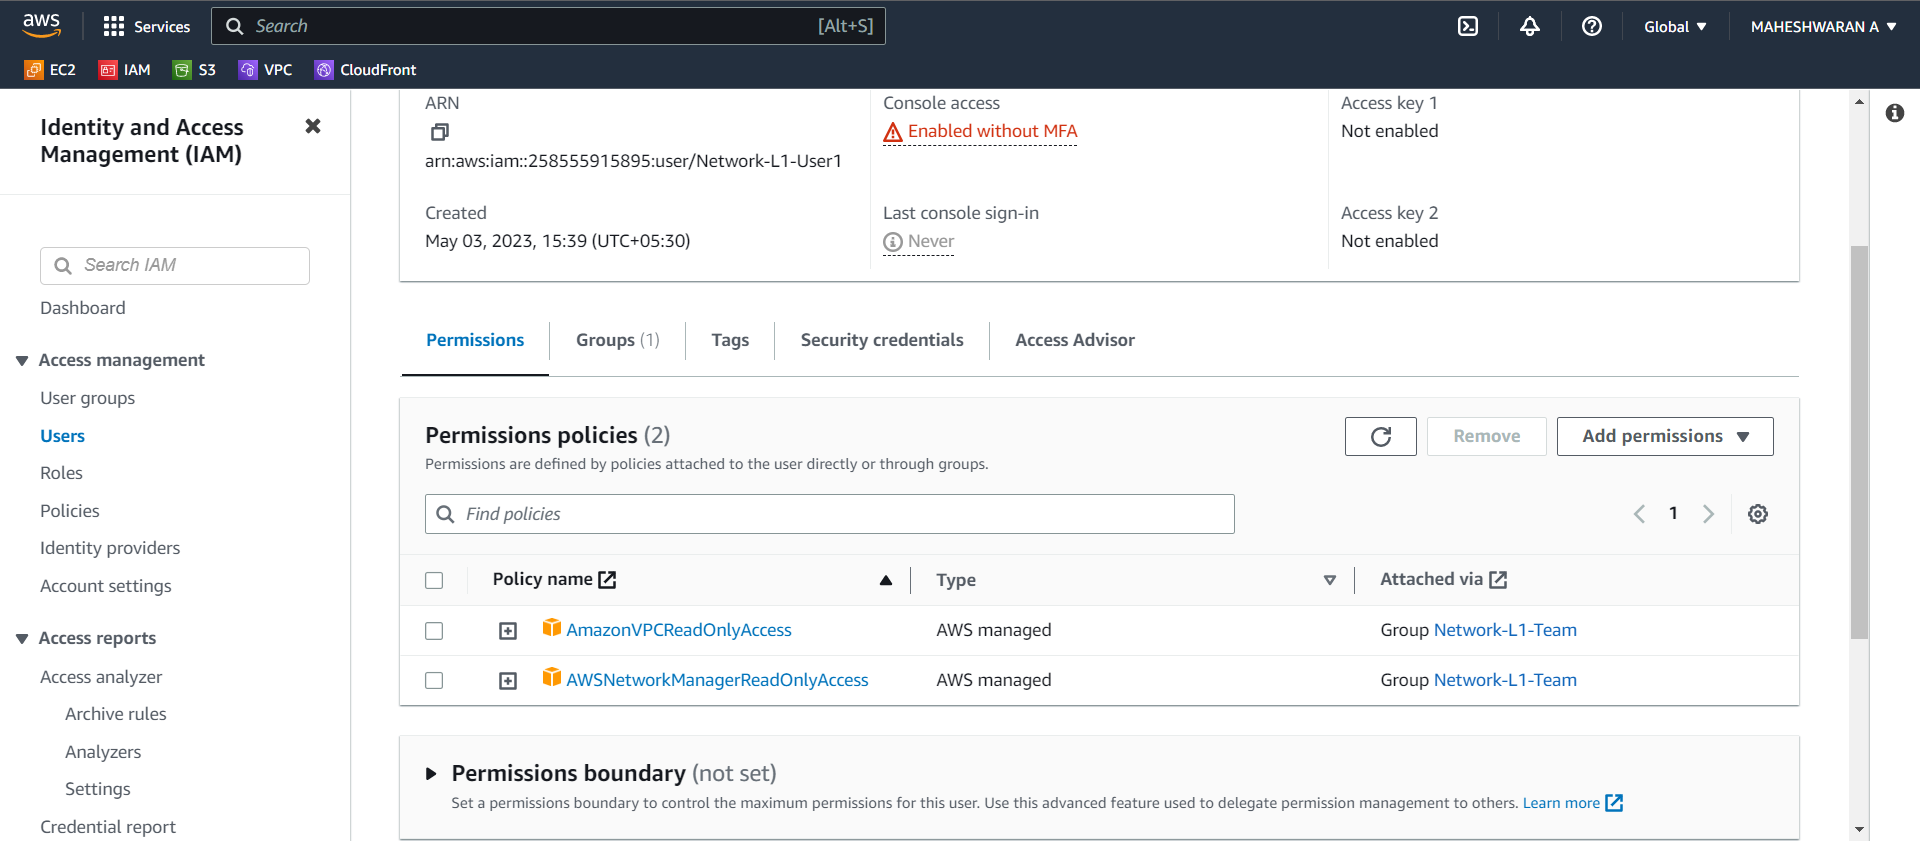 aws
Services
Search
[Alt+S]
Global
MAHESHWARAN A
EC2
IAM
S3
VPC
CloudFront
Identity and Access
Management (IAM)
Search IAM
Dashboard
Access management
User groups
Users
Roles
Policies
Identity providers
Account settings
Access reports
Access analyzer
Archive rules
Analyzers
Settings
Credential report
ARN
arn:aws:iam::258555915895:user/Network-L1-User1
Created
May 03, 2023, 15:39 (UTC+05:30)
Console access
Enabled without MFA
Last console sign-in
Never
Access key 1
Not enabled
Access key 2
Not enabled
Permissions
Groups (1)
Tags
Security credentials
Access Advisor
Permissions policies (2)
Permissions are defined by policies attached to the user directly or through groups.
Remove
Add permissions
Find policies
1
Policy name
Type
Attached via
AmazonVPCReadOnlyAccess
AWS managed
Group Network-L1-Team
AWSNetworkManagerReadOnlyAccess
AWS managed
Group Network-L1-Team
Permissions boundary (not set)
Set a permissions boundary to control the maximum permissions for this user. Use this advanced feature used to delegate permission management to others. Learn more